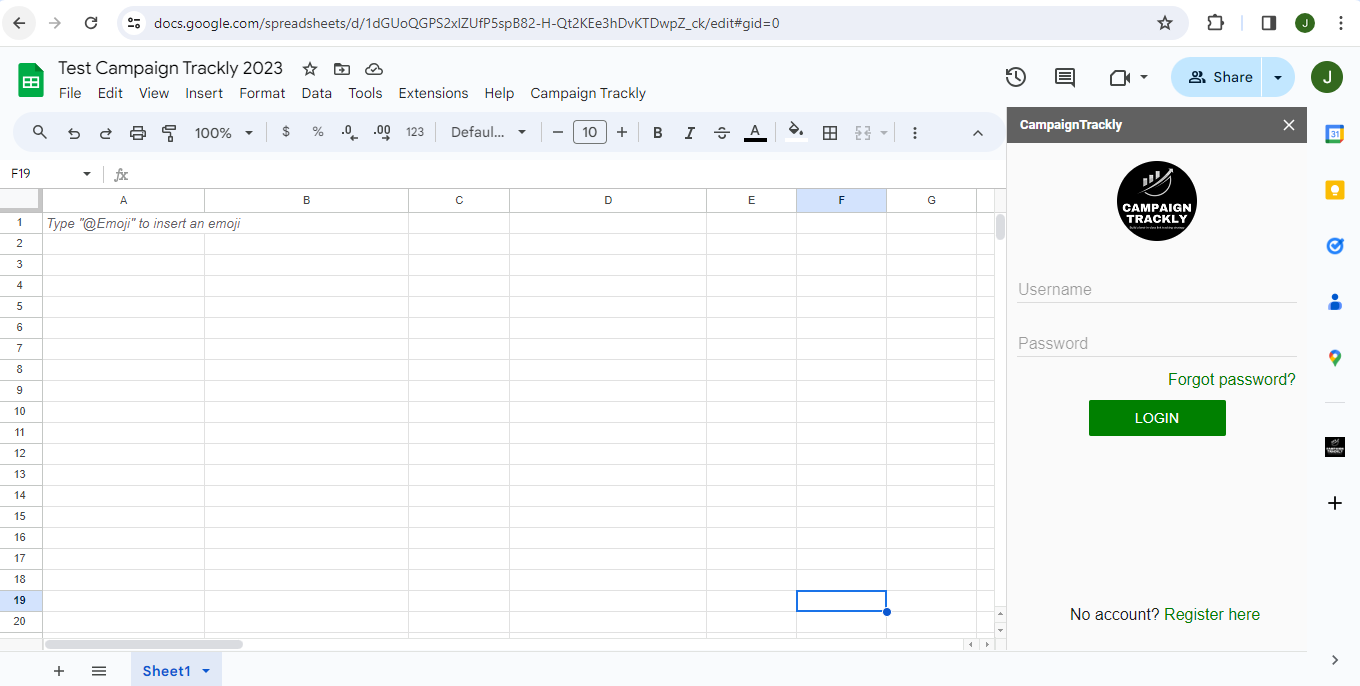 docs.google.com/spreadsheets/d/1dGUoQGPS2xIZUfP5spB82-H-Qt2KEe3hDvKTDwpZ_ck/edit#gid=0
J
Test Campaign Trackly 2023
File Edit View Insert Format Data Tools Extensions Help Campaign Trackly
Share
J
100% $ % .0 .00 123 Defaul... 10 B I S A
F19 fx
A B C D E F G
1 Type "@Emoji" to insert an emoji
2
3
4
5
6
7
8
9
10
11
12
13
14
15
16
17
18
19
20
Sheet1
CampaignTrackly
CAMPAIGN
TRACKLY
Username
Password
Forgot password?
LOGIN
No account? Register here
31